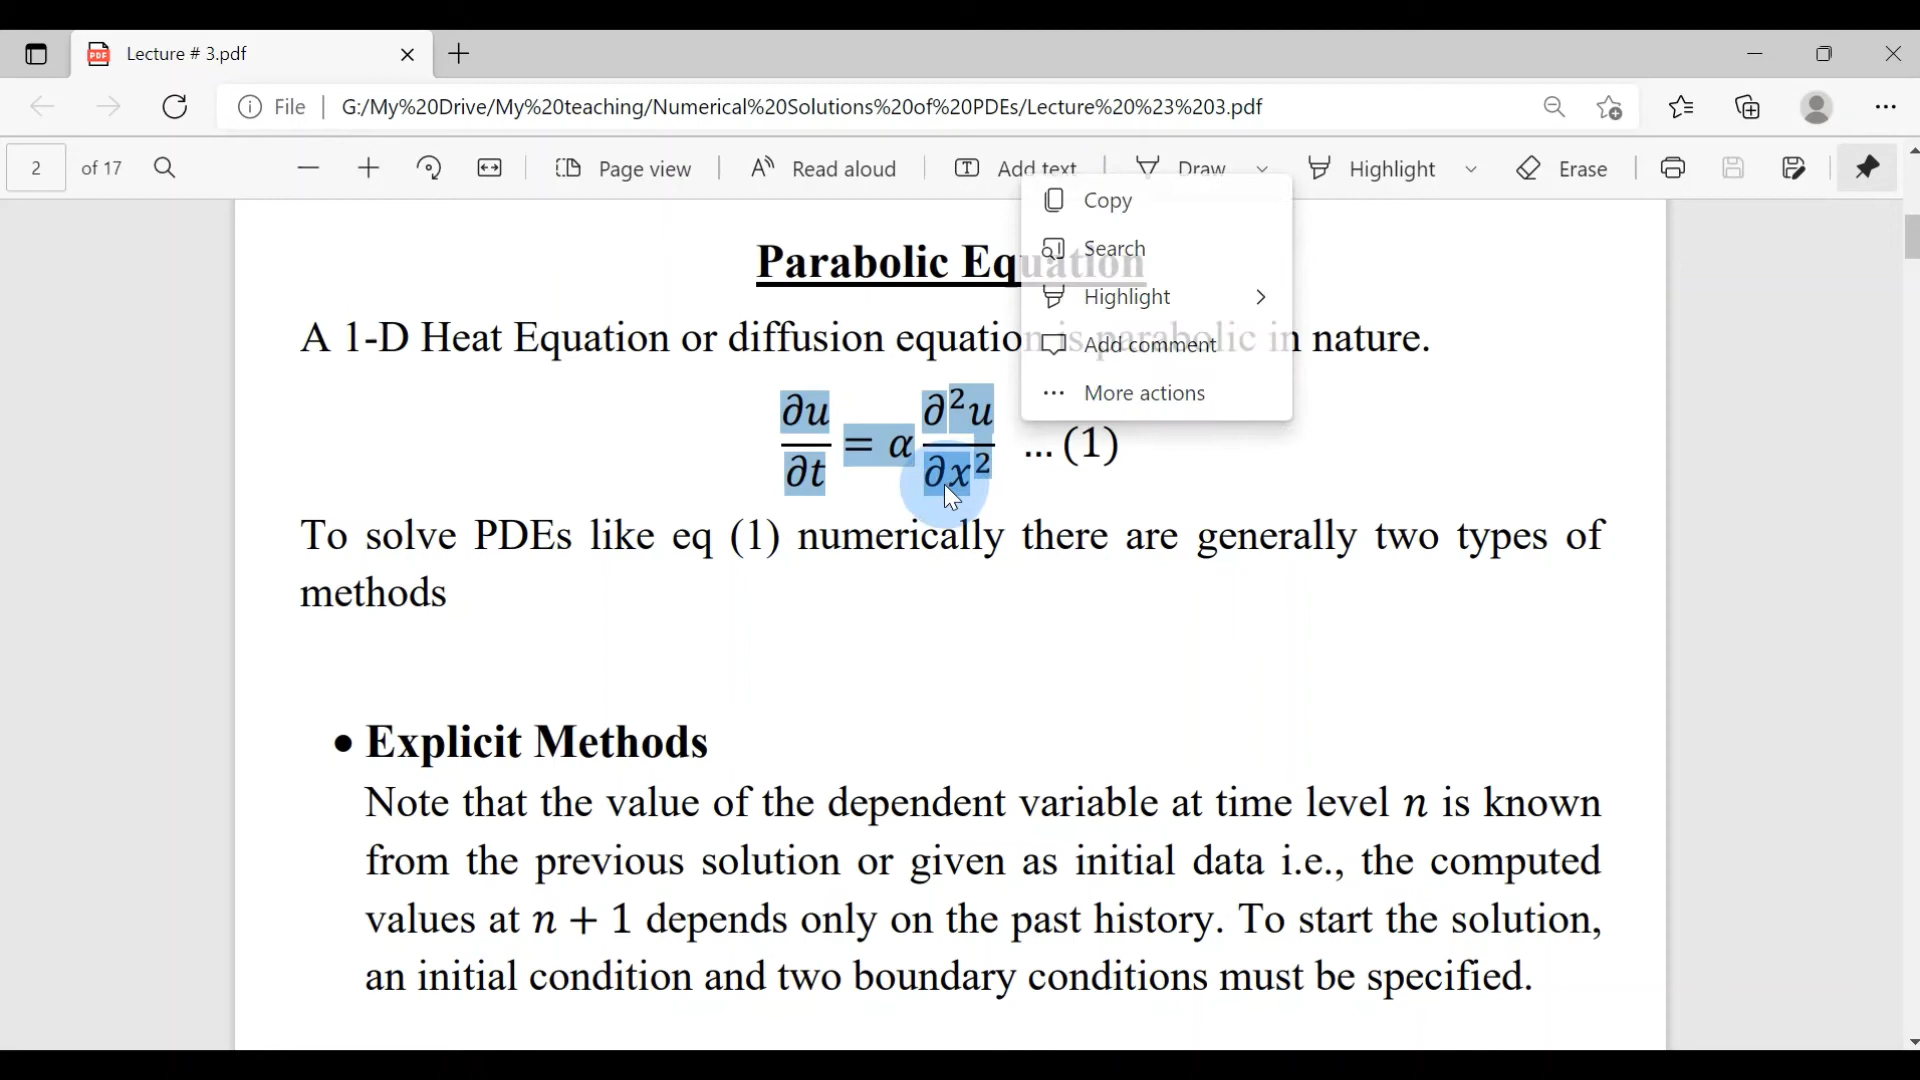 Lecture # 3.pdf
File G:/My%20Drive/My%20teaching/Numerical%20Solutions%20of%20PDEs/Lecture%20%23%203.pdf
2 of 17 Page view Read aloud Add text Draw Highlight Erase
Copy
Search
Highlight
Add comment
More actions
Parabolic Equation
A 1-D Heat Equation or diffusion equation is parabolic in nature.
∂u/∂t = α ∂²u/∂x² ... (1)
To solve PDEs like eq (1) numerically there are generally two types of
methods
• Explicit Methods
Note that the value of the dependent variable at time level n is known
from the previous solution or given as initial data i.e., the computed
values at n + 1 depends only on the past history. To start the solution,
an initial condition and two boundary conditions must be specified.